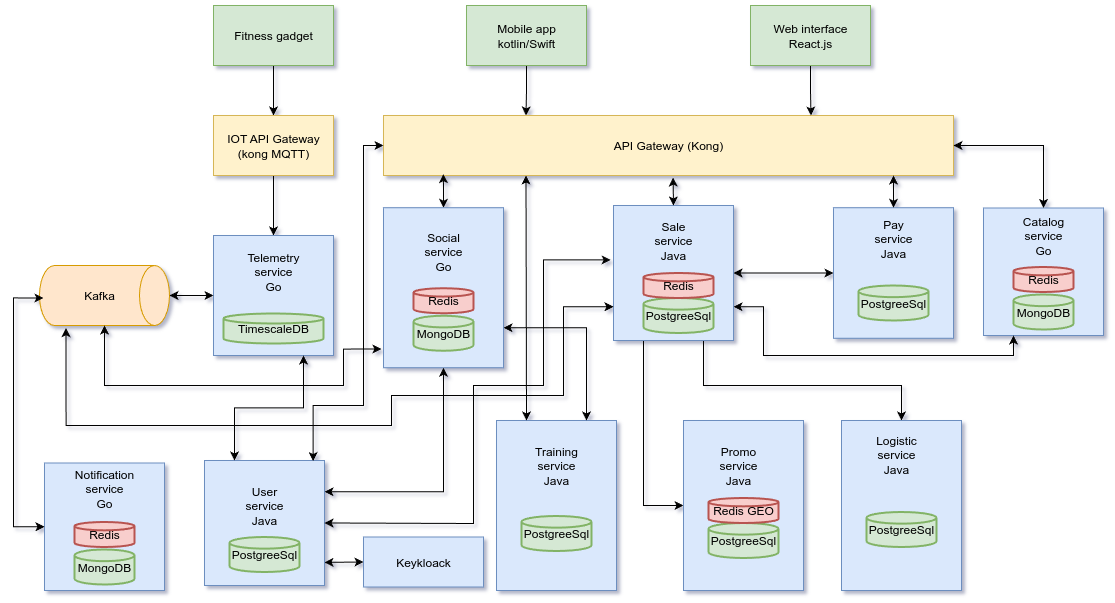 Fitness gadget
Mobile app
kotlin/Swift
Web interface
React.js
IOT API Gateway
(kong MQTT)
API Gateway (Kong)
Telemetry
service
Go
TimescaleDB
Social
service
Go
Redis
MongoDB
Sale
service
Java
Redis
PostgreeSql
Pay
service
Java
PostgreeSql
Catalog
service
Go
Redis
MongoDB
Kafka
Notification
service
Go
Redis
MongoDB
User
service
Java
PostgreeSql
Keykloack
Training
service
Java
PostgreeSql
Promo
service
Java
Redis GEO
PostgreeSql
Logistic
service
Java
PostgreeSql